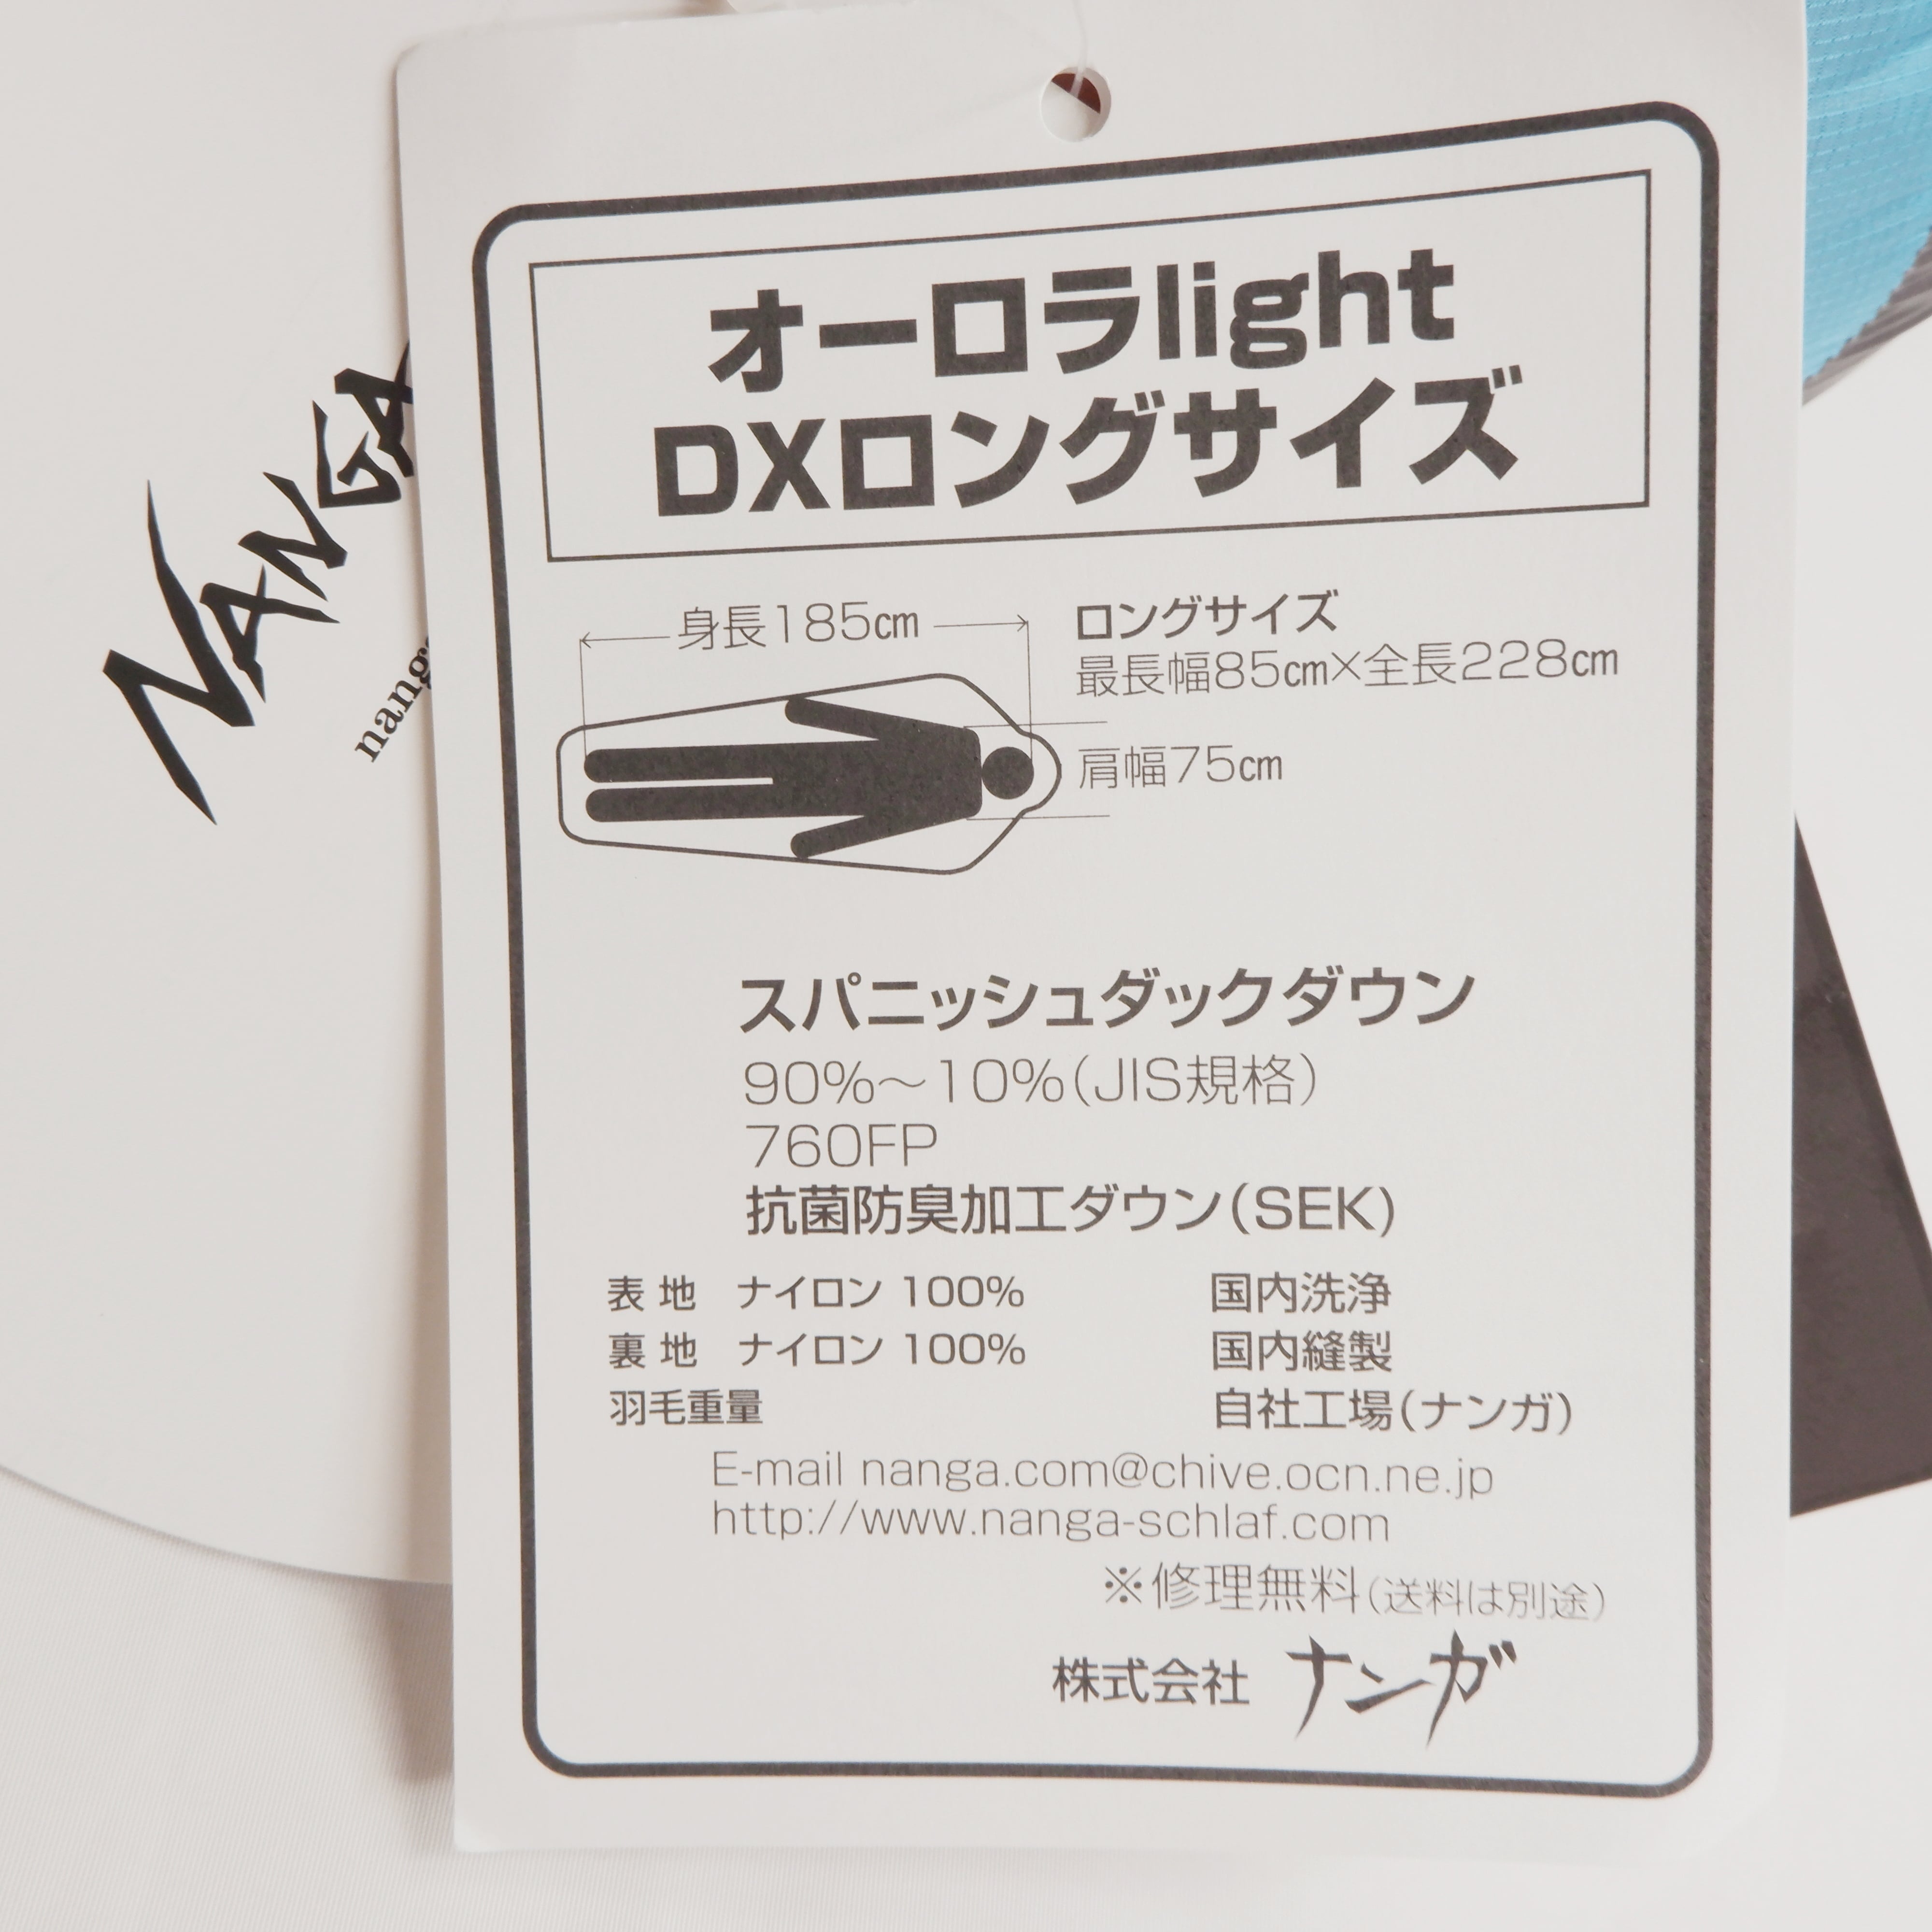 NANGA
nanga
オーロラlight
DXロングサイズ
身長185cm
ロングサイズ
最長幅85cm×全長228cm
肩幅75cm
スパニッシュダックダウン
90%～10%(JIS規格)
760FP
抗菌防臭加工ダウン(SEK)
表地 ナイロン 100% 国内洗浄
裏地 ナイロン 100% 国内縫製
羽毛重量 自社工場(ナンガ)
E-mail nanga.com@chive.ocn.ne.jp
http://www.nanga-schlaf.com
※修理無料(送料は別途)
株式会社 ナンガ